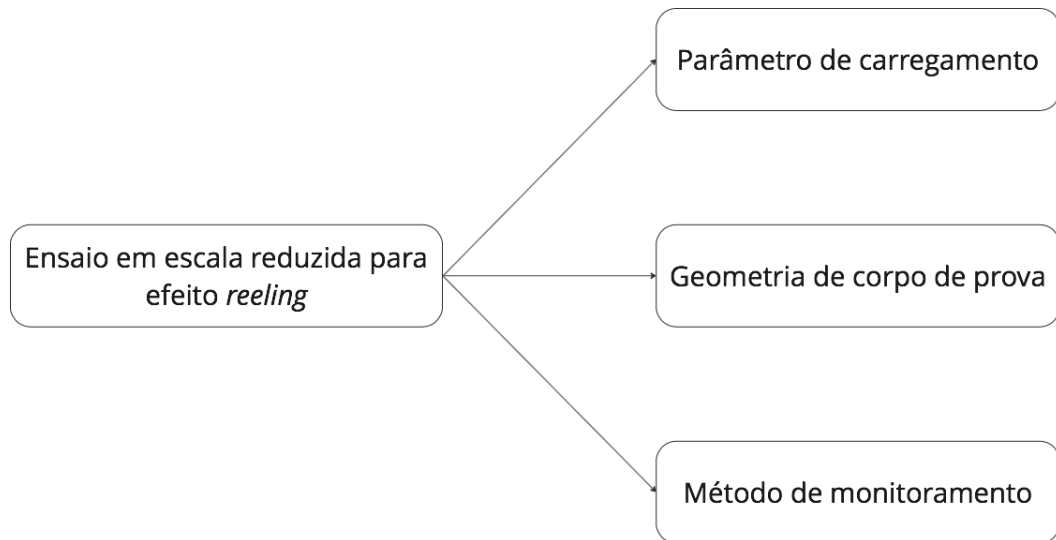 Parâmetro de carregamento
Ensaio em escala reduzida para
efeito reeling
Geometria de corpo de prova
Método de monitoramento